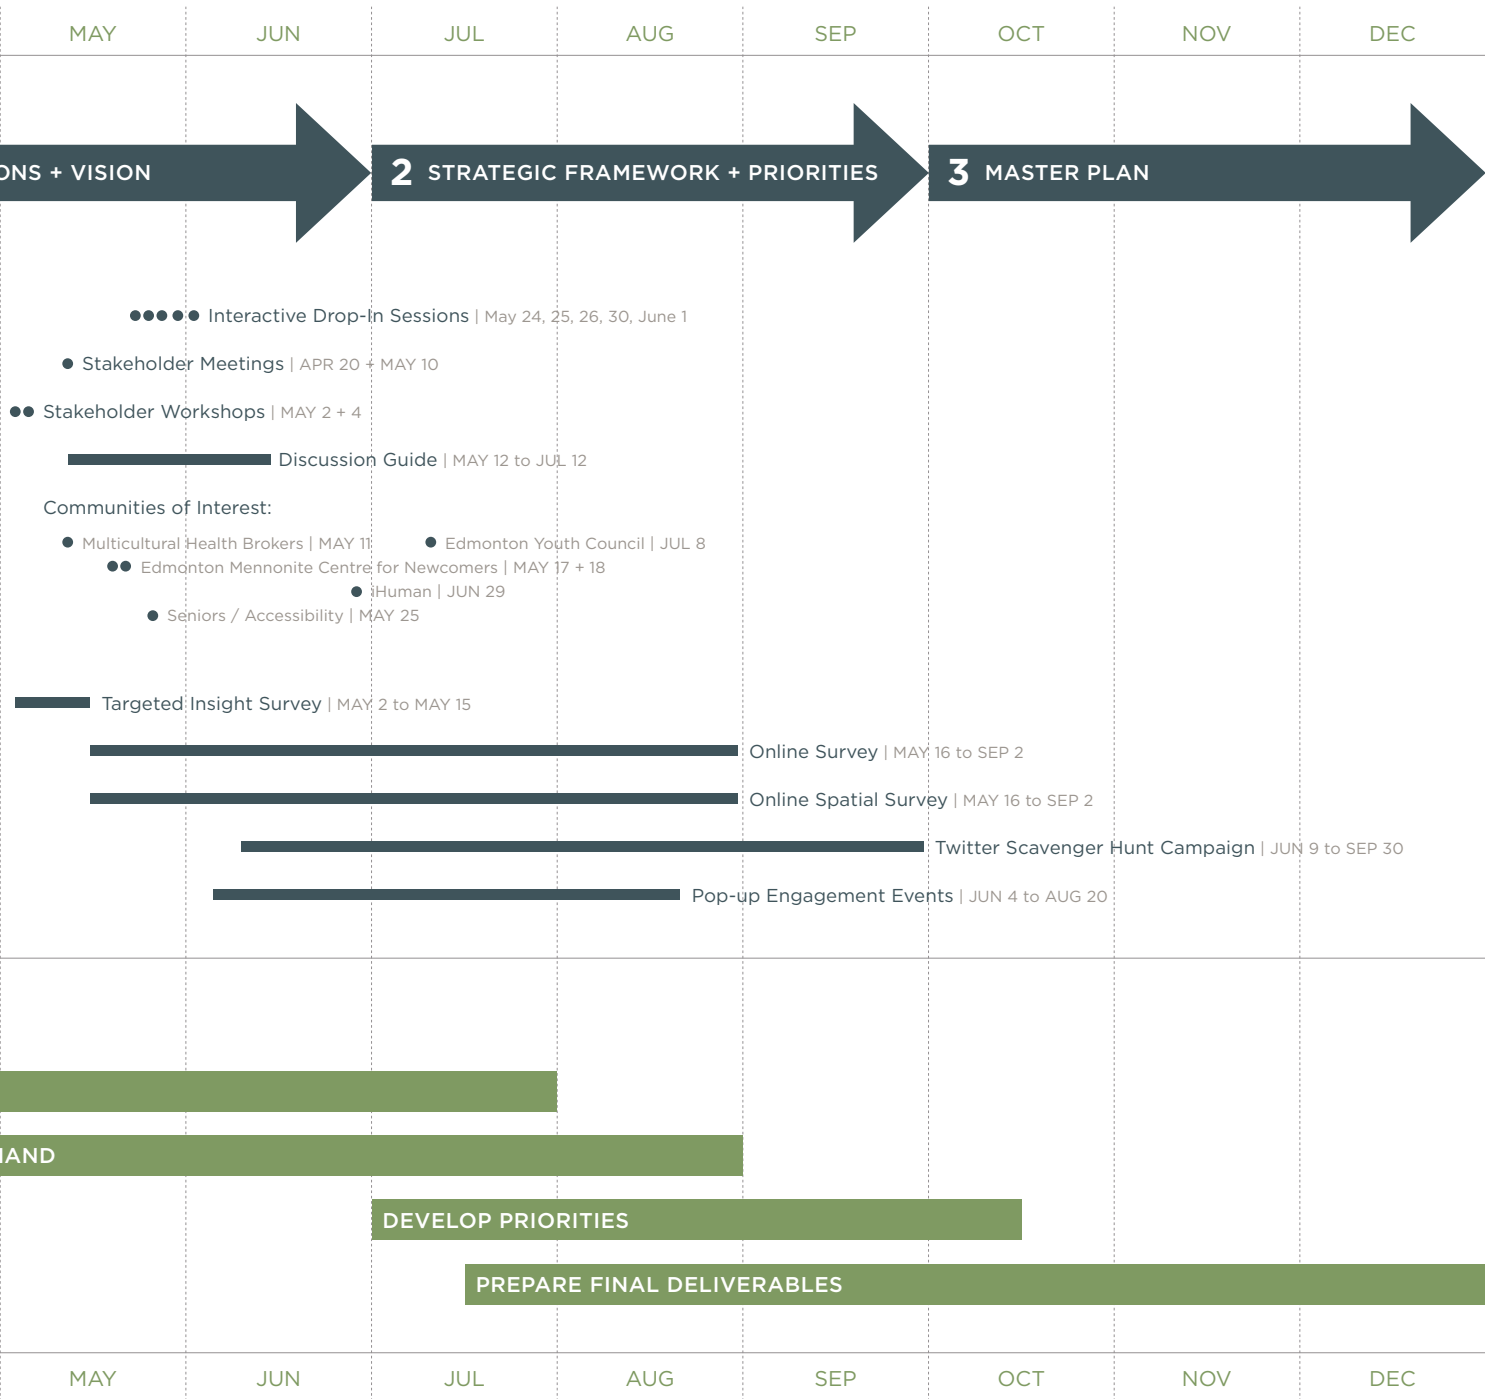 MAY JUN JUL AUG SEP OCT NOV DEC
ONS + VISION 2 STRATEGIC FRAMEWORK + PRIORITIES 3 MASTER PLAN
Interactive Drop-In Sessions | May 24, 25, 26, 30, June 1
Stakeholder Meetings | APR 20 + MAY 10
Stakeholder Workshops | MAY 2 + 4
Discussion Guide | MAY 12 to JUL 12
Communities of Interest:
Multicultural Health Brokers | MAY 11 Edmonton Youth Council | JUL 8
Edmonton Mennonite Centre for Newcomers | MAY 17 + 18
iHuman | JUN 29
Seniors / Accessibility | MAY 25
Targeted Insight Survey | MAY 2 to MAY 15
Online Survey | MAY 16 to SEP 2
Online Spatial Survey | MAY 16 to SEP 2
Twitter Scavenger Hunt Campaign | JUN 9 to SEP 30
Pop-up Engagement Events | JUN 4 to AUG 20
AND
DEVELOP PRIORITIES
PREPARE FINAL DELIVERABLES
MAY JUN JUL AUG SEP OCT NOV DEC